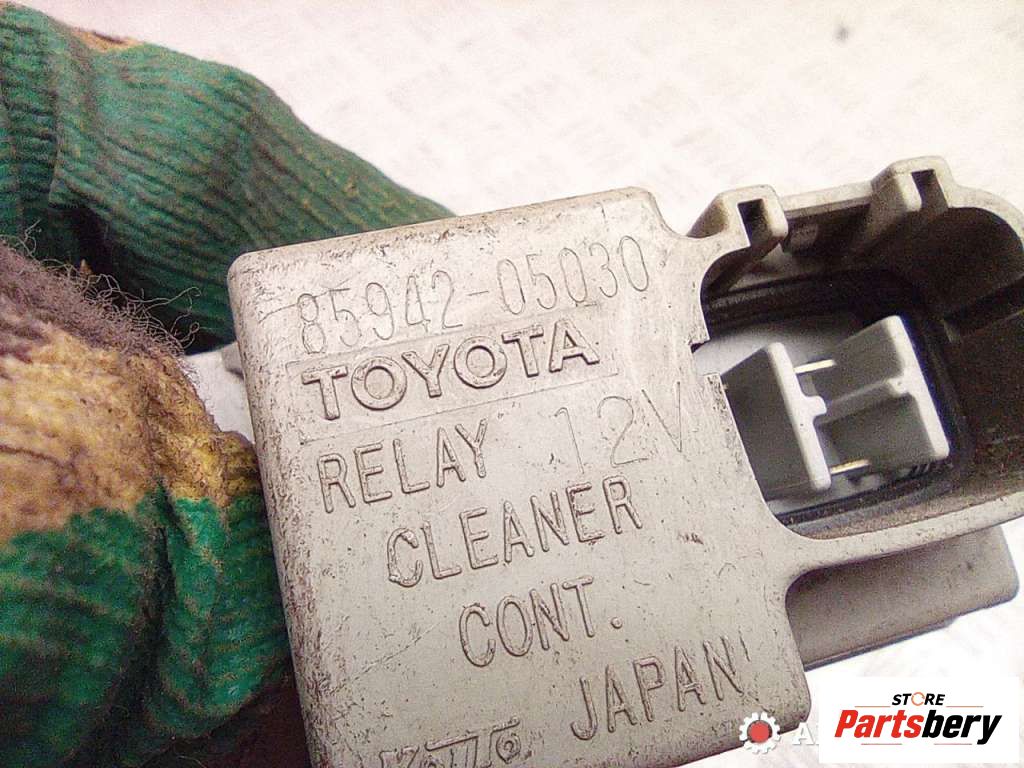 85942-05030
TOYOTA
RELAY 12V
CLEANER
CONT.
JAPAN
STORE
Partsbery